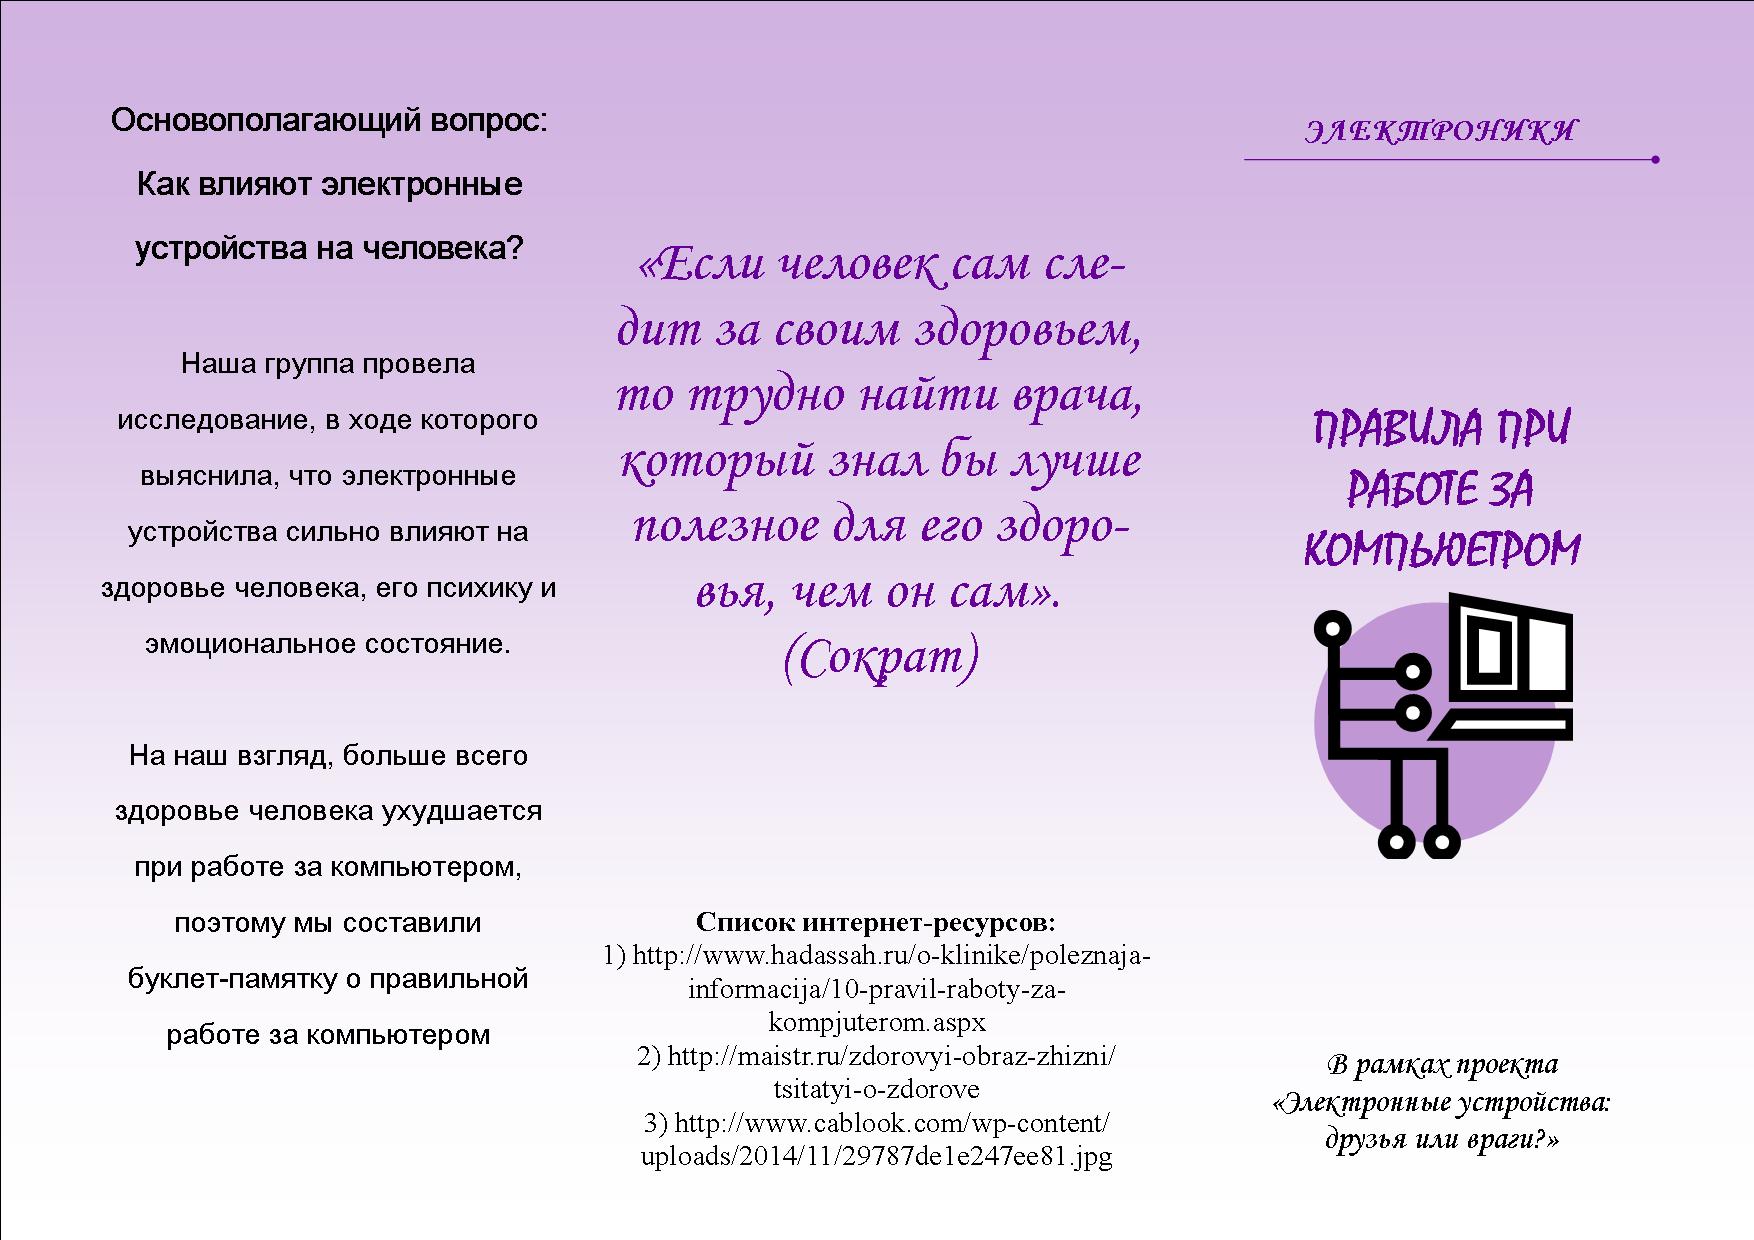 Основополагающий вопрос:
Как влияют электронные
устройства на человека?
Наша группа провела
исследование, в ходе которого
выяснила, что электронные
устройства сильно влияют на
здоровье человека, его психику и
эмоциональное состояние.
На наш взгляд, больше всего
здоровье человека ухудшается
при работе за компьютером,
поэтому мы составили
буклет-памятку о правильной
работе за компьютером
«Если человек сам сле-
дит за своим здоровьем,
то трудно найти врача,
который знал бы лучше
полезное для его здоро-
вья, чем он сам».
(Сократ)
Список интернет-ресурсов:
1) http://www.hadassah.ru/o-klinike/poleznaja-
informacija/10-pravil-raboty-za-
kompjuterom.aspx
2) http://maistr.ru/zdorovyi-obraz-zhizni/
tsitatyi-o-zdorove
3) http://www.cablook.com/wp-content/
uploads/2014/11/29787de1e247ee81.jpg
ЭЛЕКТРОНИКИ
ПРАВИЛА ПРИ
РАБОТЕ ЗА
КОМПЬЮЕТРОМ
В рамках проекта
«Электронные устройства:
друзья или враги?»